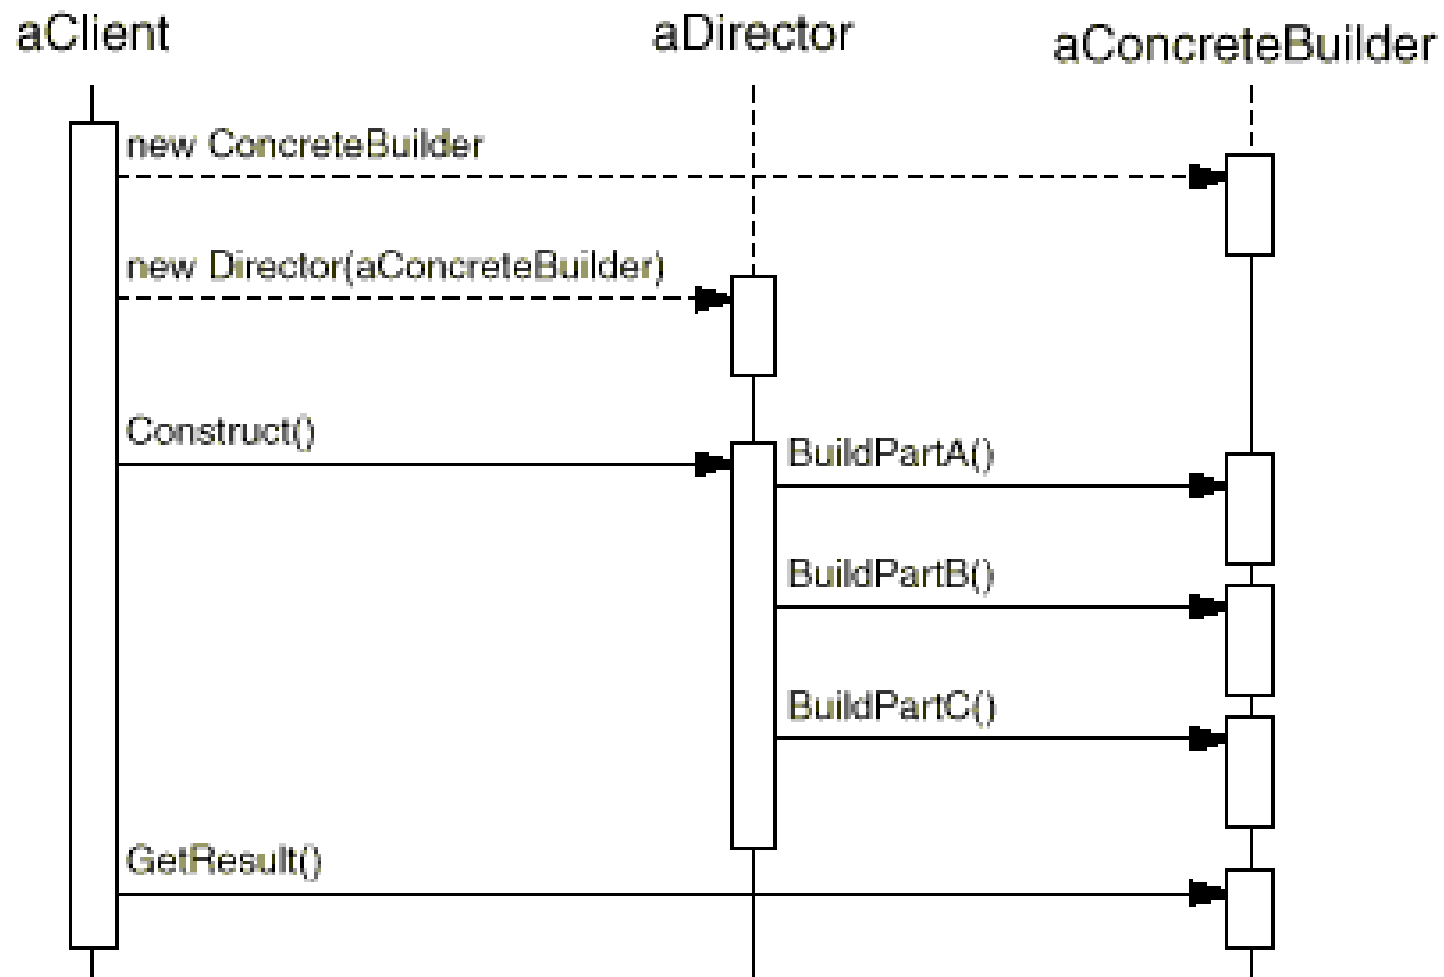 aClient
aDirector
aConcreteBuilder
new ConcreteBuilder
new Director(aConcreteBuilder)
Construct()
BuildPartA()
BuildPartB()
BuildPartC()
GetResult()